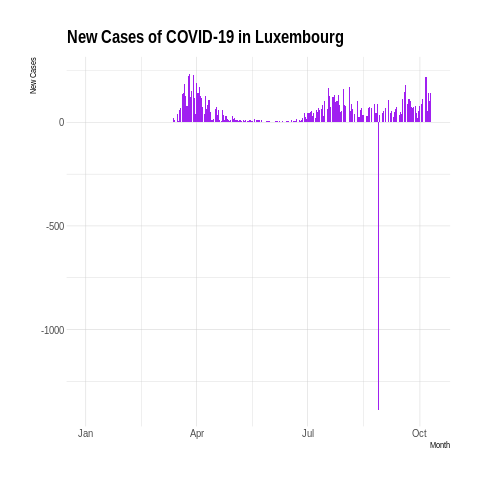 New Cases of COVID-19 in Luxembourg
New Cases
0
-500
-1000
Jan Apr Jul Oct
Month